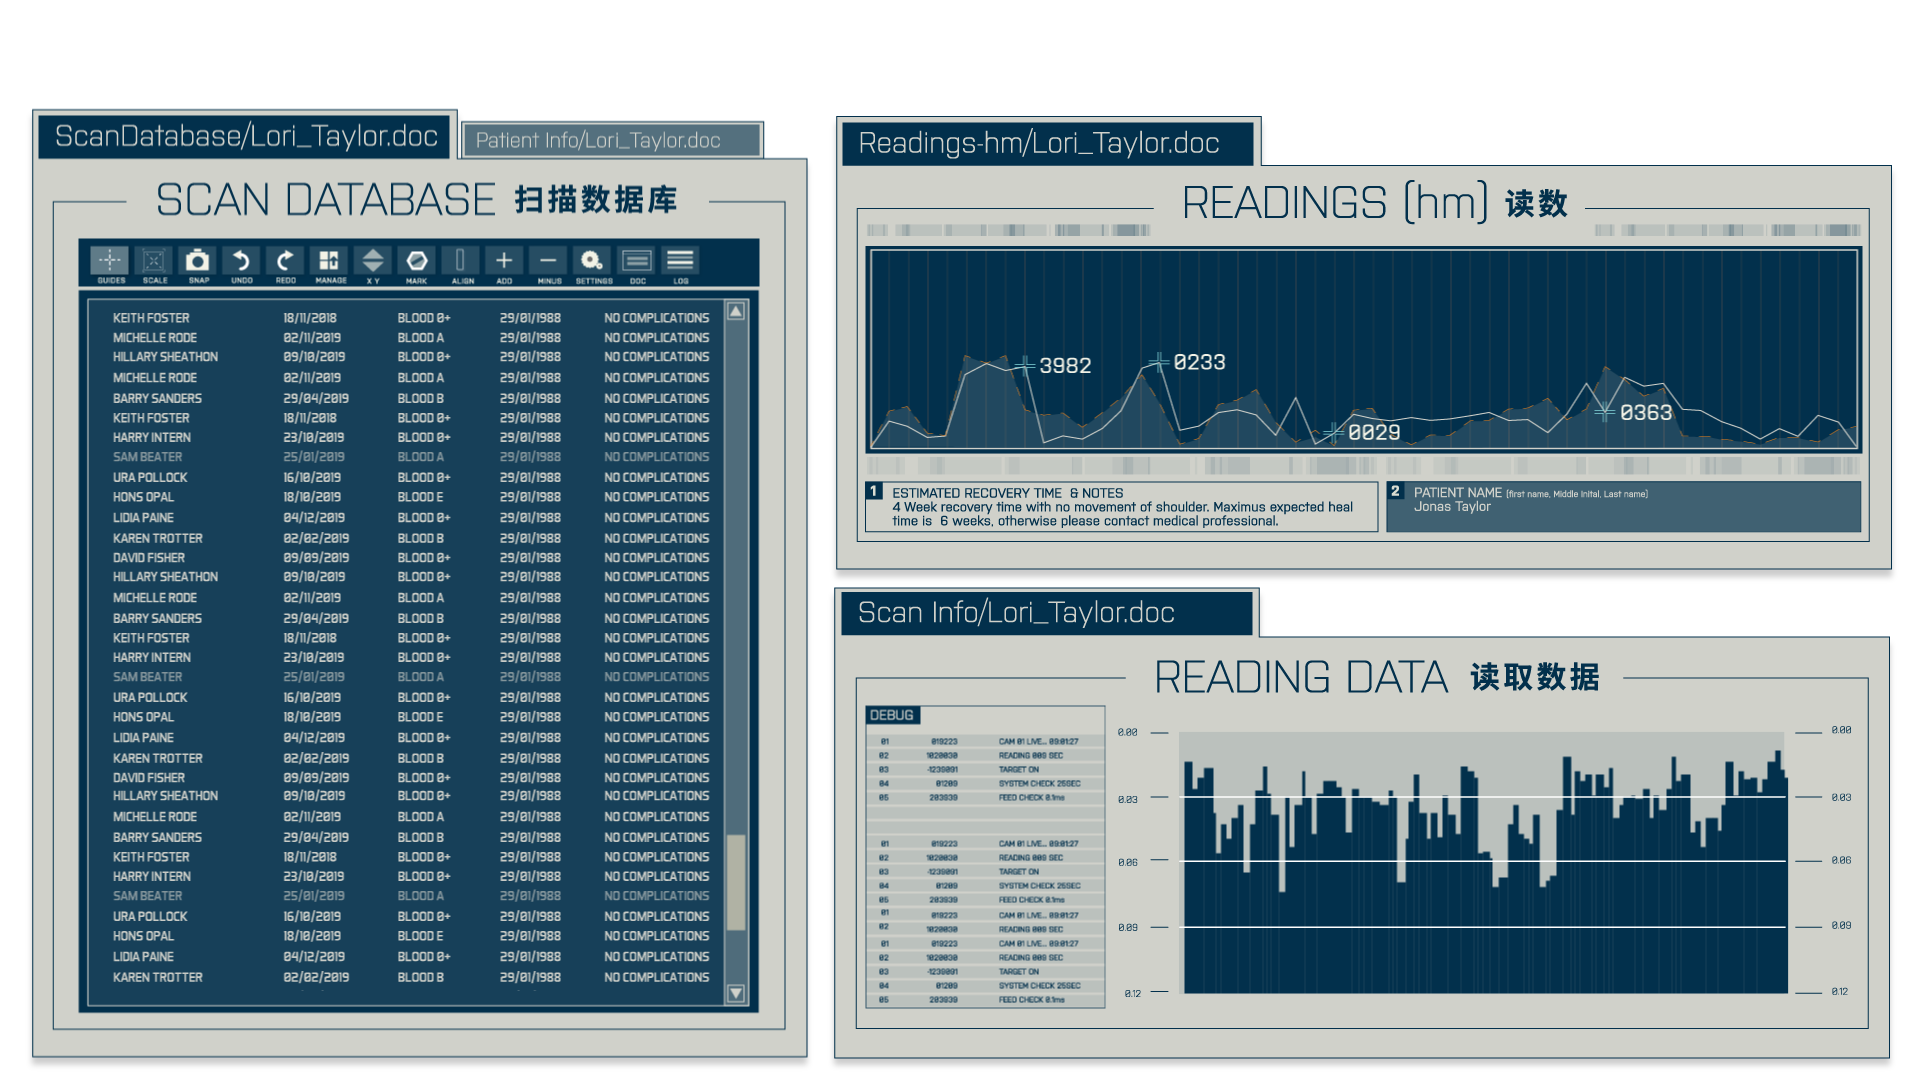 ScanDatabase/Lori_Taylor.doc
Patient Info/Lori_Taylor.doc
SCAN DATABASE 扫描数据库
GUIDES SCALE SNAP UNDO REDO MANAGE X Y MARK ALIGN ADD MINUS SETTINGS DOC LOG
KEITH FOSTER 18/11/2018 BLOOD 0+ 29/01/1988 NO COMPLICATIONS
MICHELLE RODE 02/11/2019 BLOOD A 29/01/1988 NO COMPLICATIONS
HILLARY SHEATHON 09/10/2019 BLOOD 0+ 29/01/1988 NO COMPLICATIONS
MICHELLE RODE 02/11/2019 BLOOD A 29/01/1988 NO COMPLICATIONS
BARRY SANDERS 29/04/2019 BLOOD B 29/01/1988 NO COMPLICATIONS
KEITH FOSTER 18/11/2018 BLOOD 0+ 29/01/1988 NO COMPLICATIONS
HARRY INTERN 23/10/2019 BLOOD 0+ 29/01/1988 NO COMPLICATIONS
SAM BEATER 25/01/2019 BLOOD A 29/01/1988 NO COMPLICATIONS
URA POLLOCK 16/10/2019 BLOOD 0+ 29/01/1988 NO COMPLICATIONS
HONS OPAL 18/10/2019 BLOOD E 29/01/1988 NO COMPLICATIONS
LIDIA PAINE 04/12/2019 BLOOD 0+ 29/01/1988 NO COMPLICATIONS
KAREN TROTTER 02/02/2019 BLOOD B 29/01/1988 NO COMPLICATIONS
DAVID FISHER 09/09/2019 BLOOD 0+ 29/01/1988 NO COMPLICATIONS
HILLARY SHEATHON 09/10/2019 BLOOD 0+ 29/01/1988 NO COMPLICATIONS
MICHELLE RODE 02/11/2019 BLOOD A 29/01/1988 NO COMPLICATIONS
BARRY SANDERS 29/04/2019 BLOOD B 29/01/1988 NO COMPLICATIONS
KEITH FOSTER 18/11/2018 BLOOD 0+ 29/01/1988 NO COMPLICATIONS
HARRY INTERN 23/10/2019 BLOOD 0+ 29/01/1988 NO COMPLICATIONS
SAM BEATER 25/01/2019 BLOOD A 29/01/1988 NO COMPLICATIONS
URA POLLOCK 16/10/2019 BLOOD 0+ 29/01/1988 NO COMPLICATIONS
HONS OPAL 18/10/2019 BLOOD E 29/01/1988 NO COMPLICATIONS
LIDIA PAINE 04/12/2019 BLOOD 0+ 29/01/1988 NO COMPLICATIONS
KAREN TROTTER 02/02/2019 BLOOD B 29/01/1988 NO COMPLICATIONS
DAVID FISHER 09/09/2019 BLOOD 0+ 29/01/1988 NO COMPLICATIONS
HILLARY SHEATHON 09/10/2019 BLOOD 0+ 29/01/1988 NO COMPLICATIONS
MICHELLE RODE 02/11/2019 BLOOD A 29/01/1988 NO COMPLICATIONS
BARRY SANDERS 29/04/2019 BLOOD B 29/01/1988 NO COMPLICATIONS
KEITH FOSTER 18/11/2018 BLOOD 0+ 29/01/1988 NO COMPLICATIONS
HARRY INTERN 23/10/2019 BLOOD 0+ 29/01/1988 NO COMPLICATIONS
SAM BEATER 25/01/2019 BLOOD A 29/01/1988 NO COMPLICATIONS
URA POLLOCK 16/10/2019 BLOOD 0+ 29/01/1988 NO COMPLICATIONS
HONS OPAL 18/10/2019 BLOOD E 29/01/1988 NO COMPLICATIONS
LIDIA PAINE 04/12/2019 BLOOD 0+ 29/01/1988 NO COMPLICATIONS
KAREN TROTTER 02/02/2019 BLOOD B 29/01/1988 NO COMPLICATIONS
Readings-hm/Lori_Taylor.doc
READINGS (hm) 读数
3982
0233
0029
0363
1 ESTIMATED RECOVERY TIME & NOTES
4 Week recovery time with no movement of shoulder. Maximus expected heal
time is 6 weeks, otherwise please contact medical professional.
2 PATIENT NAME (first name, Middle Inital, Last name)
Jonas Taylor
Scan Info/Lori_Taylor.doc
READING DATA 读取数据
DEBUG
01 019223 CAM 01 LIVE... 09:01:27
02 1020030 READING 009 SEC
03 -1239091 TARGET ON
04 01209 SYSTEM CHECK 25SEC
05 203939 FEED CHECK 0.1ms
01 019223 CAM 01 LIVE... 09:01:27
02 1020030 READING 009 SEC
03 -1239091 TARGET ON
04 01209 SYSTEM CHECK 25SEC
05 203939 FEED CHECK 0.1ms
01 019223 CAM 01 LIVE... 09:01:27
02 1020030 READING 009 SEC
01 019223 CAM 01 LIVE... 09:01:27
02 1020030 READING 009 SEC
03 -1239091 TARGET ON
04 01209 SYSTEM CHECK 25SEC
05 203939 FEED CHECK 0.1ms
0.00 0.00
0.03 0.03
0.06 0.06
0.09 0.09
0.12 0.12